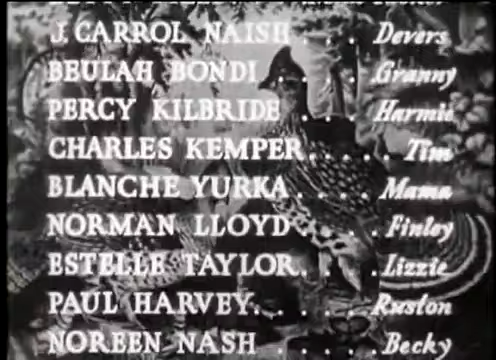 J. CARROL NAISH . . . Devers
BEULAH BONDI . . . . Granny
PERCY KILBRIDE . . . Harmie
CHARLES KEMPER. . . . . Tim
BLANCHE YURKA . . . . Mama
NORMAN LLOYD . . . . Finley
ESTELLE TAYLOR. . . . Lizzie
PAUL HARVEY. . . . . Ruston
NOREEN NASH . . . . . Becky